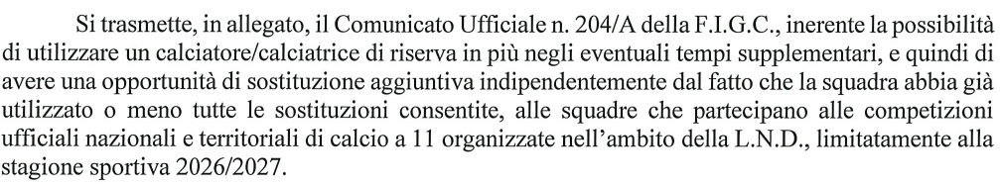 Si trasmette, in allegato, il Comunicato Ufficiale n. 204/A della F.I.G.C., inerente la possibilità
di utilizzare un calciatore/calciatrice di riserva in più negli eventuali tempi supplementari, e quindi di
avere una opportunità di sostituzione aggiuntiva indipendentemente dal fatto che la squadra abbia già
utilizzato o meno tutte le sostituzioni consentite, alle squadre che partecipano alle competizioni
ufficiali nazionali e territoriali di calcio a 11 organizzate nell'ambito della L.N.D., limitatamente alla
stagione sportiva 2026/2027.